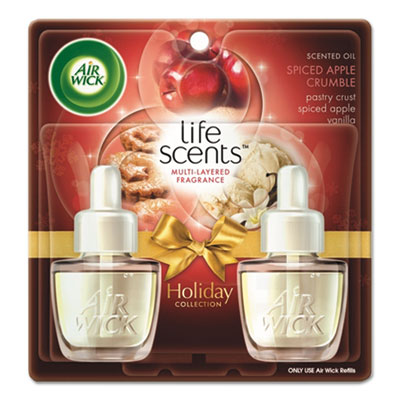 AIR
WICK
SCENTED OIL
SPICED APPLE
CRUMBLE
pastry crust
spiced apple
vanilla
life
scents™
MULTI-LAYERED
FRAGRANCE
AIR
WICK
Holiday
COLLECTION
AIR
WICK
ONLY USE Air Wick Refills